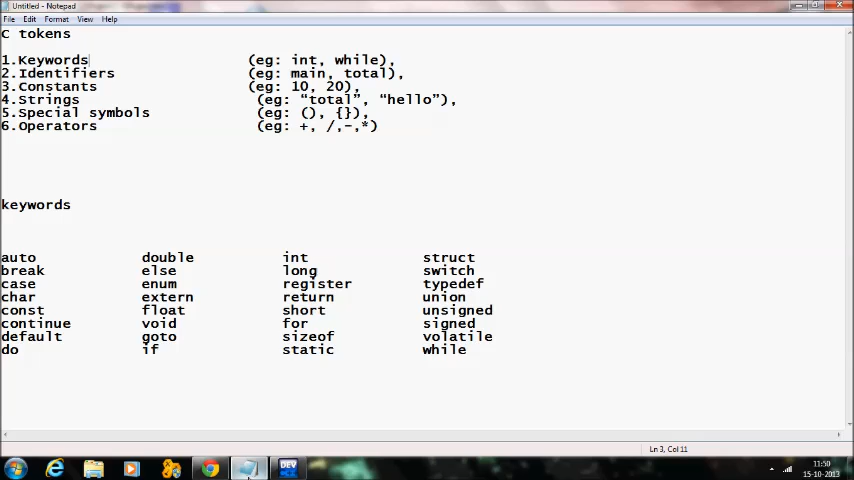 Untitled - Notepad
File Edit Format View Help
C tokens
1.Keywords (eg: int, while),
2.Identifiers (eg: main, total),
3.Constants (eg: 10, 20),
4.Strings (eg: “total”, “hello”),
5.Special symbols (eg: (), {}),
6.Operators (eg: +, /,-,*)
keywords
auto double int struct
break else long switch
case enum register typedef
char extern return union
const float short unsigned
continue void for signed
default goto sizeof volatile
do if static while
Ln 3, Col 11
DEV
11:50
15-10-2013